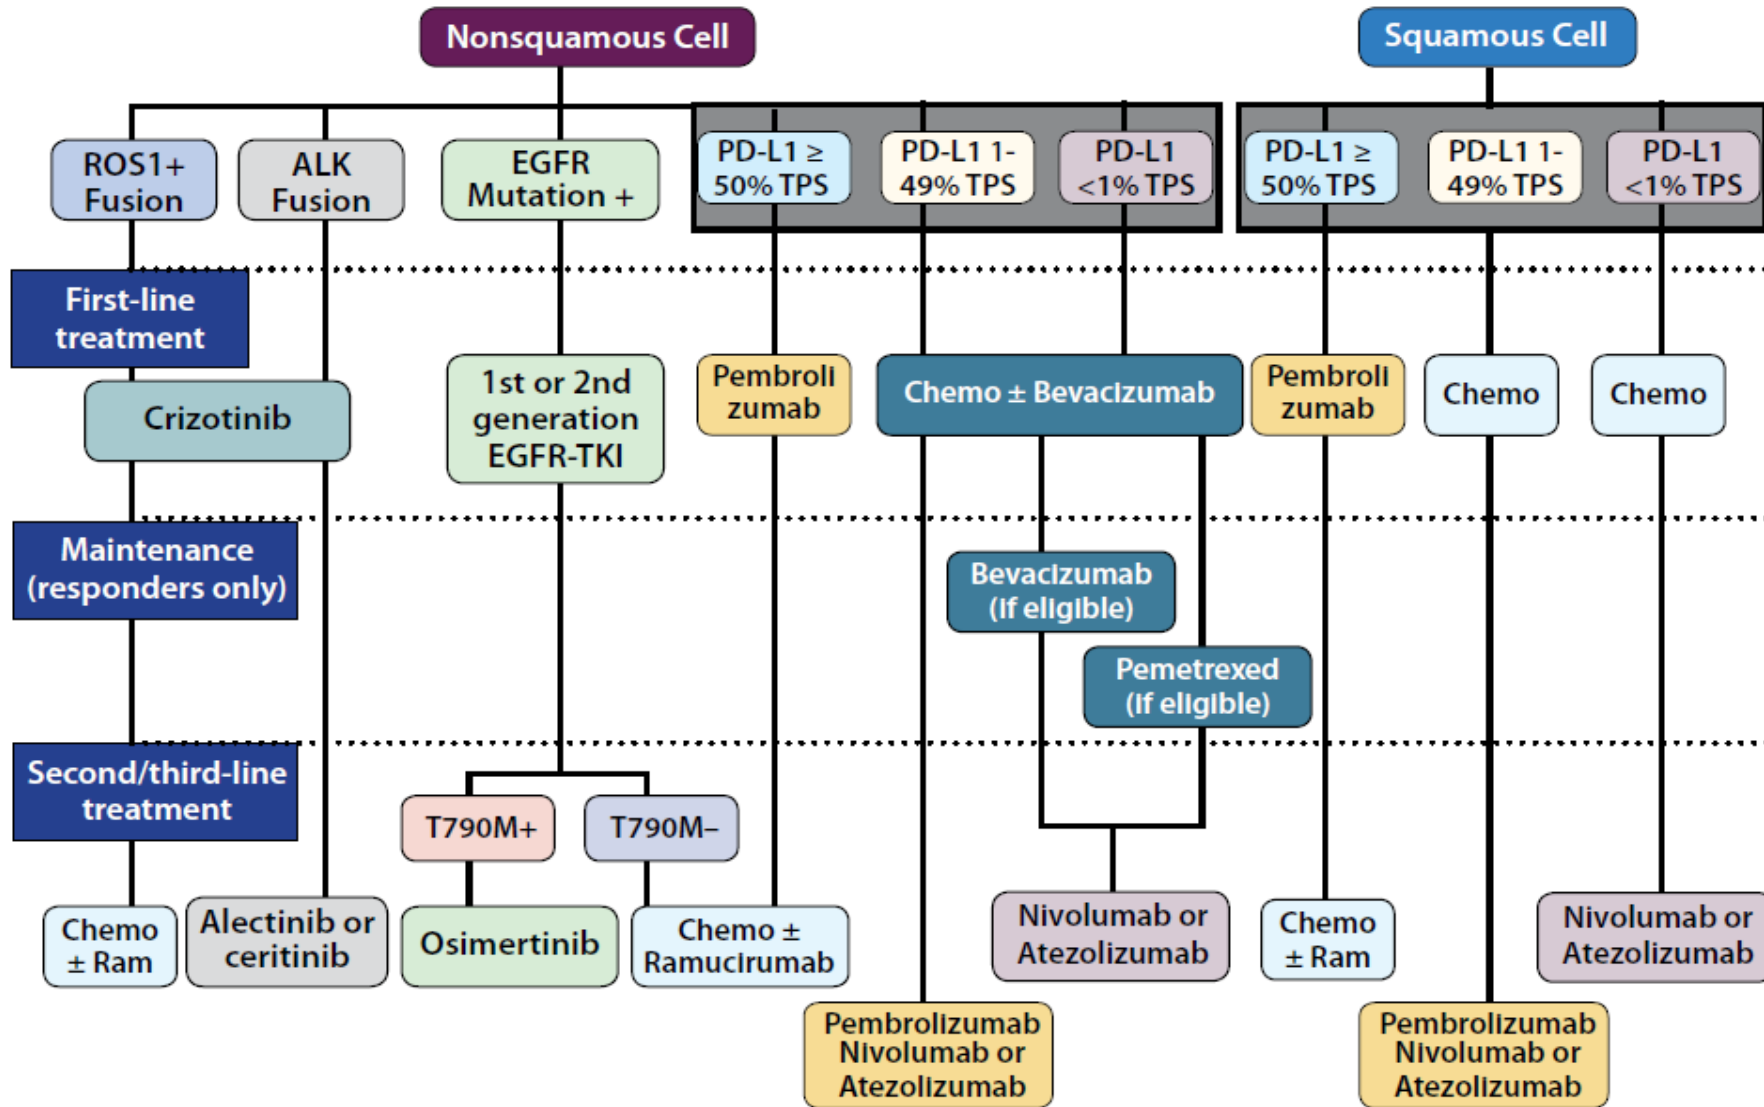 Nonsquamous Cell
Squamous Cell
ROS1+
Fusion
ALK
Fusion
EGFR
Mutation +
PD-L1 ≥
50% TPS
PD-L1 1-
49% TPS
PD-L1
<1% TPS
PD-L1 ≥
50% TPS
PD-L1 1-
49% TPS
PD-L1
<1% TPS
First-line
treatment
Crizotinib
1st or 2nd
generation
EGFR-TKI
Pembroli
zumab
Chemo ± Bevacizumab
Pembroli
zumab
Chemo
Chemo
Maintenance
(responders only)
Bevacizumab
(if eligible)
Pemetrexed
(if eligible)
Second/third-line
treatment
T790M+
T790M–
Chemo
± Ram
Alectinib or
ceritinib
Osimertinib
Chemo ±
Ramucirumab
Nivolumab or
Atezolizumab
Chemo
± Ram
Nivolumab or
Atezolizumab
Pembrolizumab
Nivolumab or
Atezolizumab
Pembrolizumab
Nivolumab or
Atezolizumab